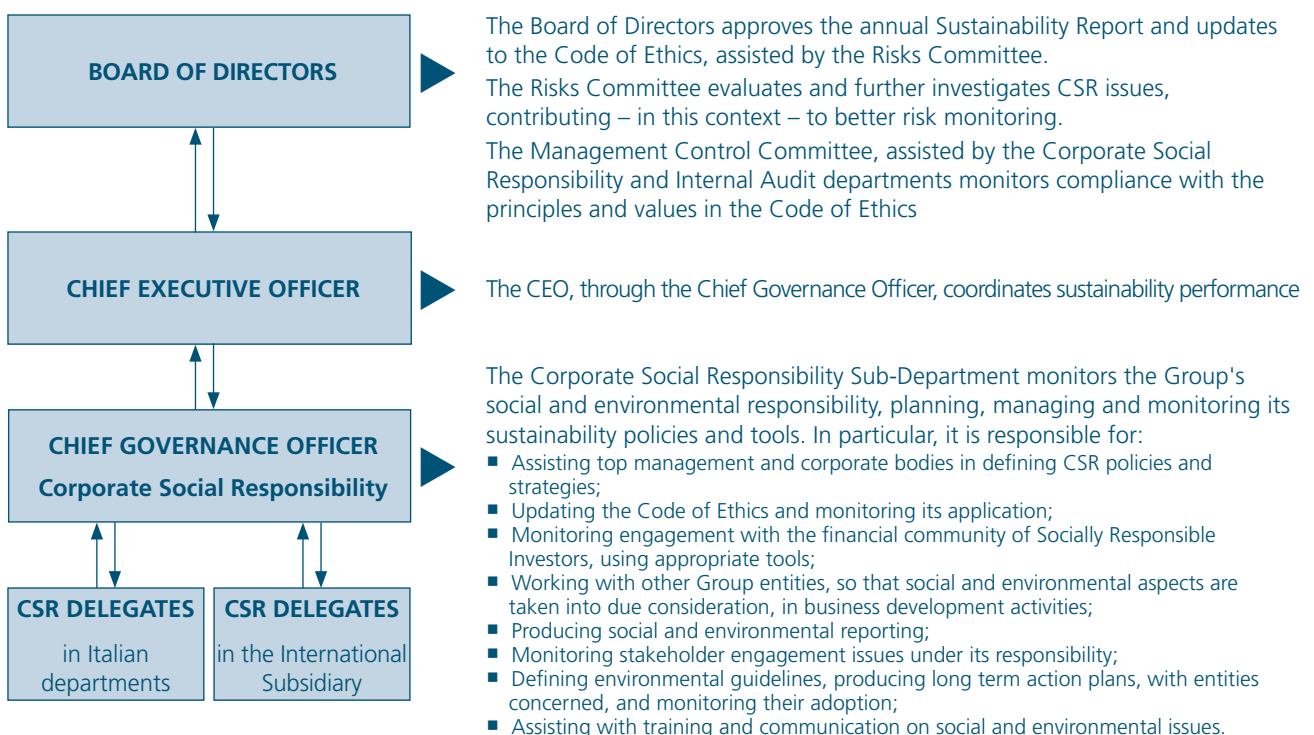 BOARD OF DIRECTORS
The Board of Directors approves the annual Sustainability Report and updates
to the Code of Ethics, assisted by the Risks Committee.
The Risks Committee evaluates and further investigates CSR issues,
contributing – in this context – to better risk monitoring.
The Management Control Committee, assisted by the Corporate Social
Responsibility and Internal Audit departments monitors compliance with the
principles and values in the Code of Ethics
CHIEF EXECUTIVE OFFICER
The CEO, through the Chief Governance Officer, coordinates sustainability performance
CHIEF GOVERNANCE OFFICER
Corporate Social Responsibility
The Corporate Social Responsibility Sub-Department monitors the Group's
social and environmental responsibility, planning, managing and monitoring its
sustainability policies and tools. In particular, it is responsible for:
■ Assisting top management and corporate bodies in defining CSR policies and
strategies;
■ Updating the Code of Ethics and monitoring its application;
■ Monitoring engagement with the financial community of Socially Responsible
Investors, using appropriate tools;
■ Working with other Group entities, so that social and environmental aspects are
taken into due consideration, in business development activities;
■ Producing social and environmental reporting;
■ Monitoring stakeholder engagement issues under its responsibility;
■ Defining environmental guidelines, producing long term action plans, with entities
concerned, and monitoring their adoption;
■ Assisting with training and communication on social and environmental issues.
CSR DELEGATES
in Italian
departments
CSR DELEGATES
in the International
Subsidiary